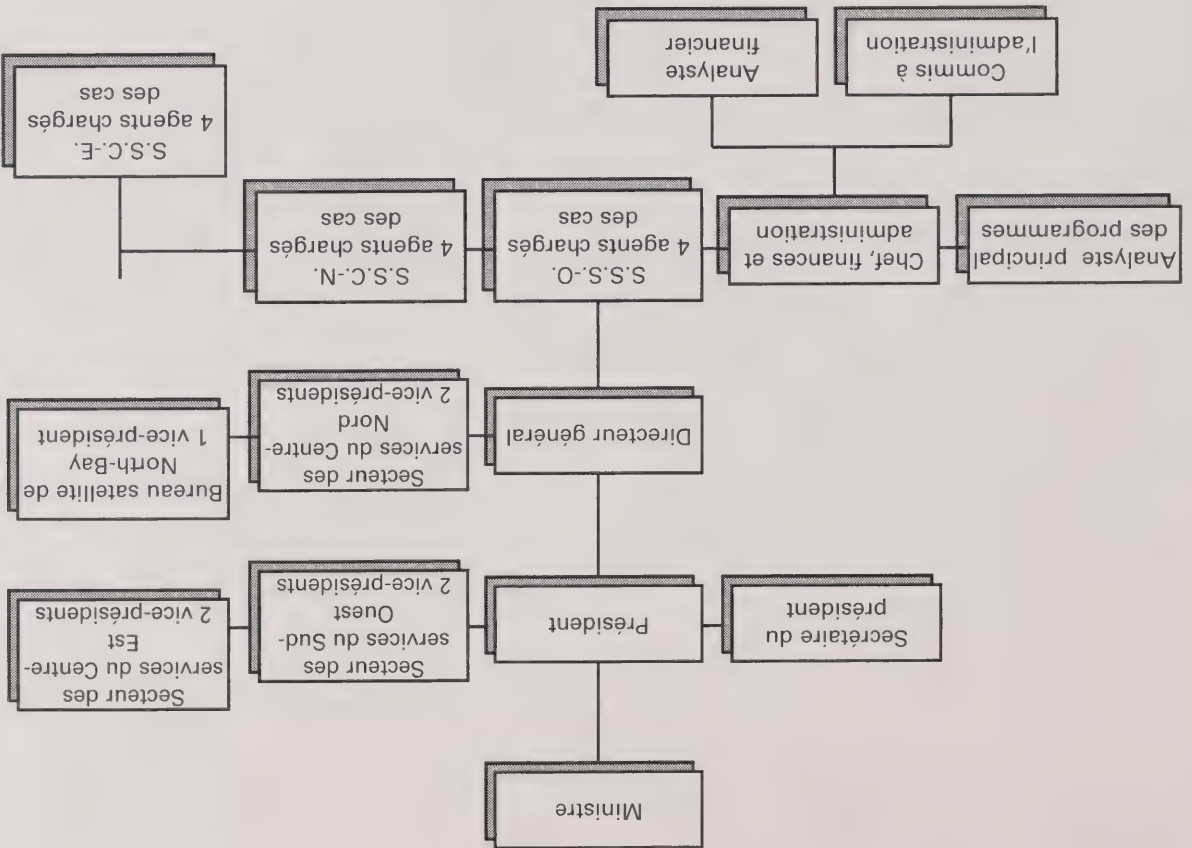 Ministre
Secrétaire du
président
Président
Secteur des
services du Sud-
Ouest
2 vice-présidents
Secteur des
services du Centre-
Est
2 vice-présidents
Directeur général
Secteur des
services du Centre-
Nord
2 vice-présidents
Bureau satellite de
North-Bay
1 vice-président
Analyste principal
des programmes
Chef, finances et
administration
S.S.S.-O.
4 agents chargés
des cas
S.S.C.-N.
4 agents chargés
des cas
S.S.C.-E.
4 agents chargés
des cas
Commis à
l'administration
Analyste
financier